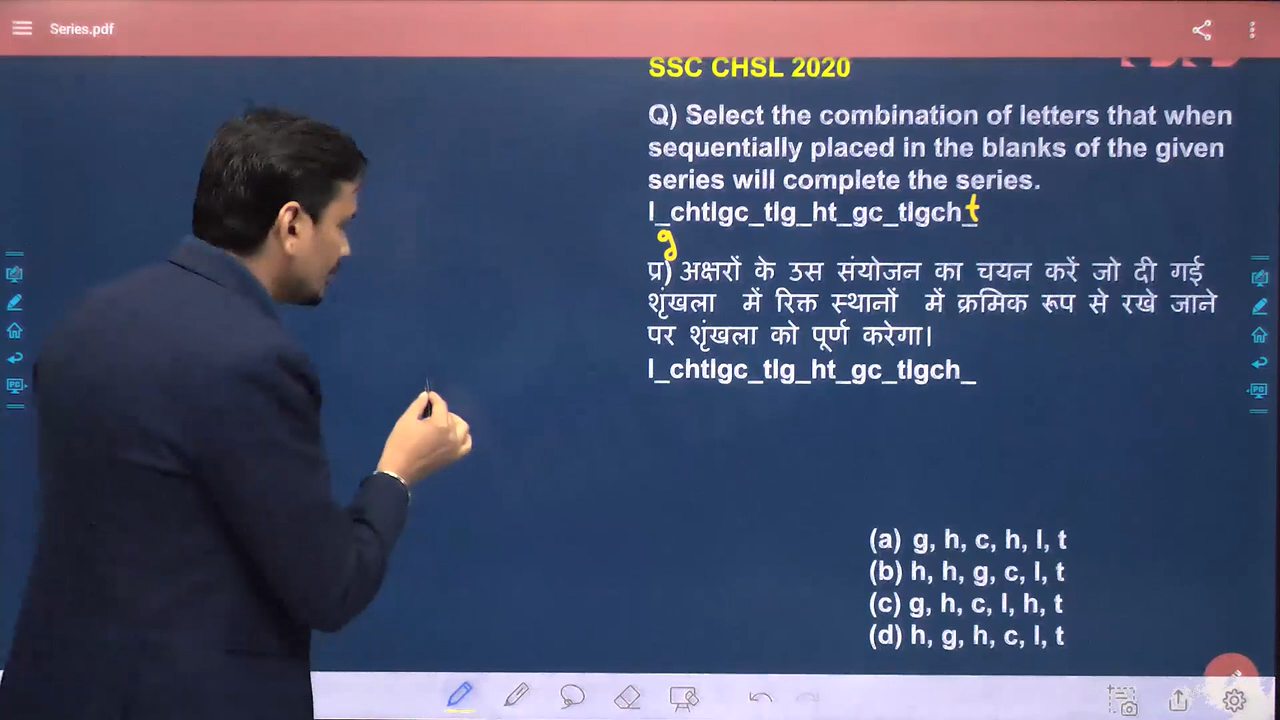 Series.pdf
SSC CHSL 2020
Q) Select the combination of letters that when
sequentially placed in the blanks of the given
series will complete the series.
l_chtlgc_tlg_ht_gc_tlgch_t
g
प्र) अक्षरों के उस संयोजन का चयन करें जो दी गई
शृंखला में रिक्त स्थानों में क्रमिक रूप से रखे जाने
पर शृंखला को पूर्ण करेगा।
l_chtlgc_tlg_ht_gc_tlgch_
(a) g, h, c, h, l, t
(b) h, h, g, c, l, t
(c) g, h, c, l, h, t
(d) h, g, h, c, l, t